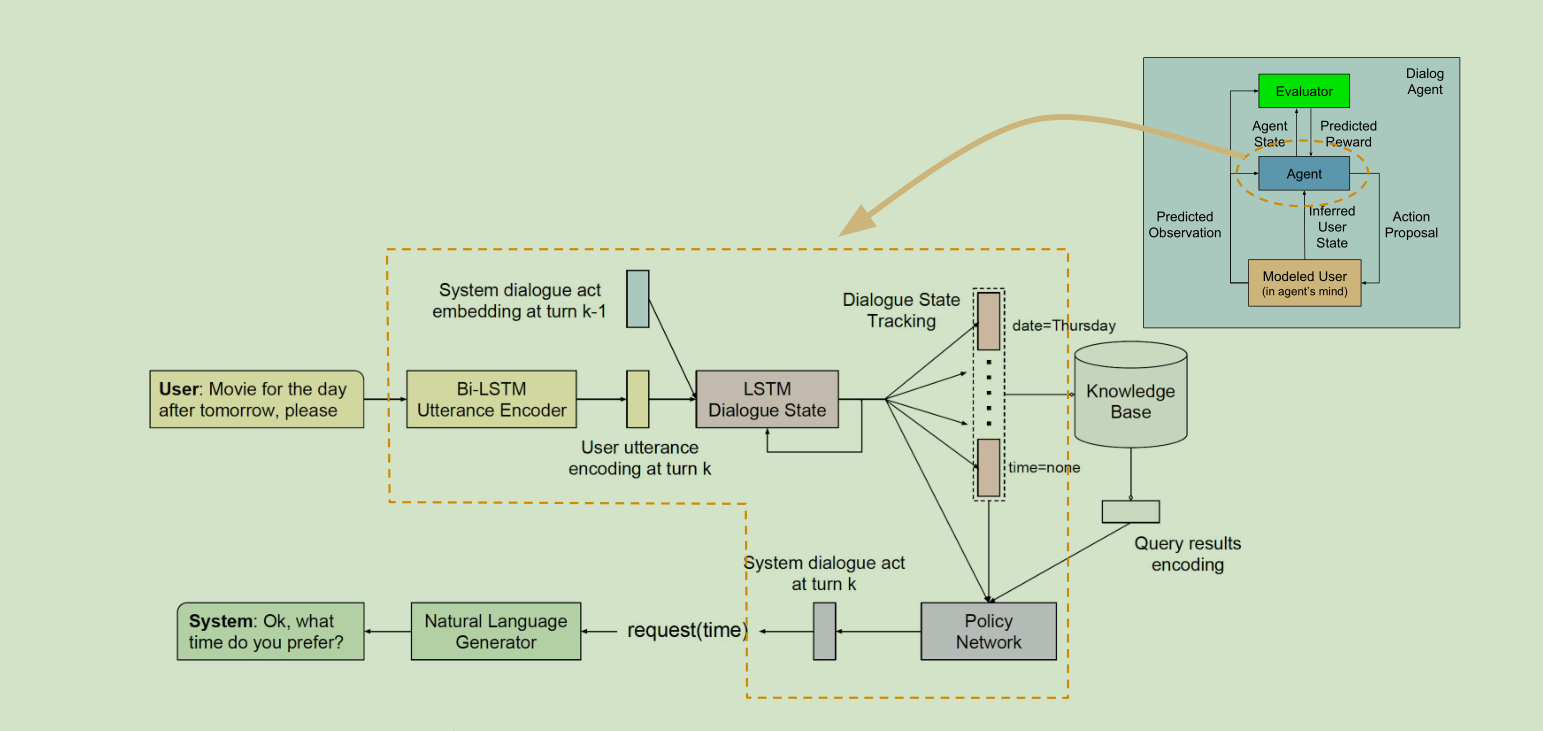 Dialog
Agent
Evaluator
Agent
State
Predicted
Reward
Agent
Predicted
Observation
Inferred
User
State
Action
Proposal
Modeled User
(in agent's mind)
System dialogue act
embedding at turn k-1
Dialogue State
Tracking
date=Thursday
User: Movie for the day
after tomorrow, please
Bi-LSTM
Utterance Encoder
LSTM
Dialogue State
Knowledge
Base
User utterance
encoding at turn k
time=none
Query results
encoding
System dialogue act
at turn k
System: Ok, what
time do you prefer?
Natural Language
Generator
request(time)
Policy
Network